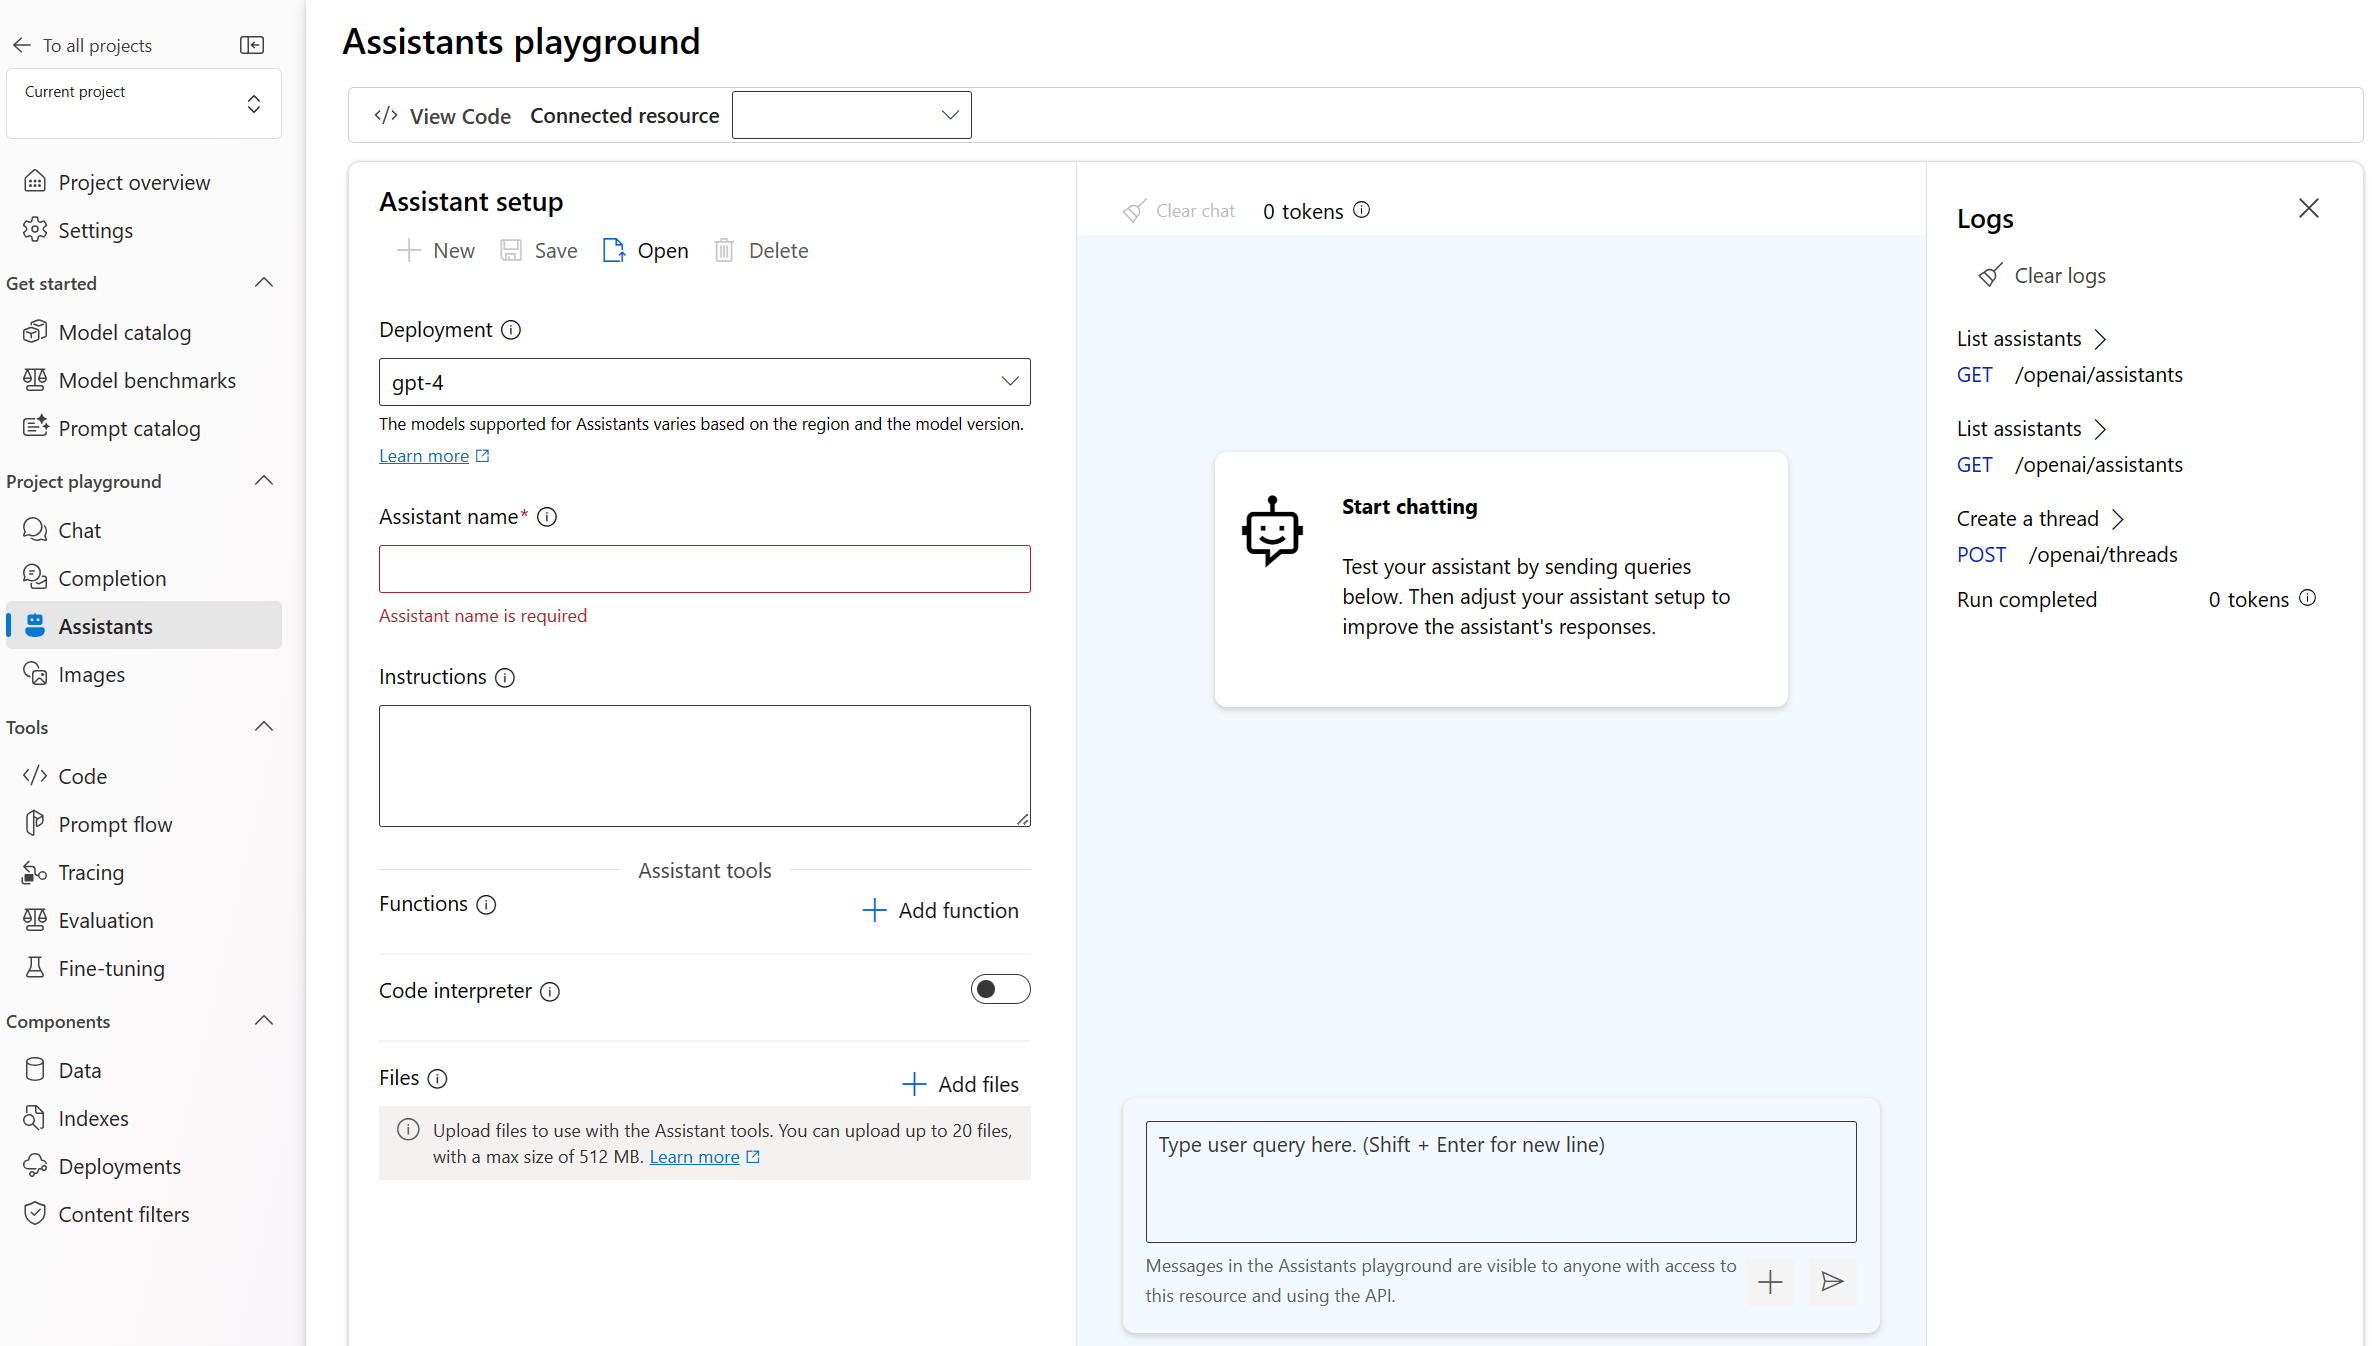 To all projects
Current project
Project overview
Settings
Get started
Model catalog
Model benchmarks
Prompt catalog
Project playground
Chat
Completion
Assistants
Images
Tools
Code
Prompt flow
Tracing
Evaluation
Fine-tuning
Components
Data
Indexes
Deployments
Content filters
Assistants playground
</> View Code Connected resource
Assistant setup
New Save Open Delete
Deployment
gpt-4
The models supported for Assistants varies based on the region and the model version.
Learn more
Assistant name*
Assistant name is required
Instructions
Assistant tools
Functions
Add function
Code interpreter
Files
Add files
Upload files to use with the Assistant tools. You can upload up to 20 files,
with a max size of 512 MB. Learn more
Clear chat 0 tokens
Start chatting
Test your assistant by sending queries
below. Then adjust your assistant setup to
improve the assistant's responses.
Type user query here. (Shift + Enter for new line)
Messages in the Assistants playground are visible to anyone with access to
this resource and using the API.
Logs
Clear logs
List assistants
GET /openai/assistants
List assistants
GET /openai/assistants
Create a thread
POST /openai/threads
Run completed 0 tokens